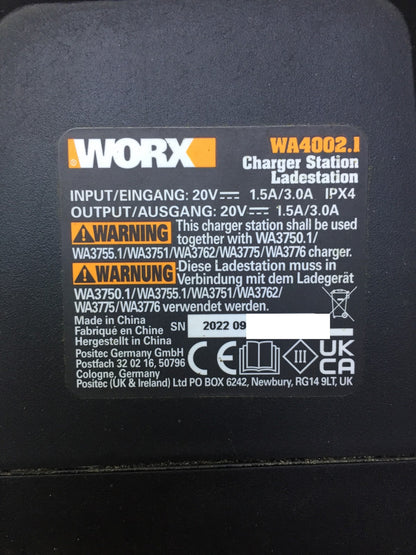 WORX
WA4002.1
Charger Station
Ladestation
INPUT/EINGANG: 20V⎓ 1.5A/3.0A IPX4
OUTPUT/AUSGANG: 20V⎓ 1.5A/3.0A
WARNING This charger station shall be used
together with WA3750.1/
WA3755.1/WA3751/WA3762/WA3775/WA3776 charger.
WARNUNG Diese Ladestation muss in
Verbindung mit dem Ladegerät
WA3750.1/WA3755.1/WA3751/WA3762/
WA3775/WA3776 verwendet werden.
Made in China
Fabriqué en Chine SN 2022 09
Hergestellt in China
Positec Germany GmbH
Postfach 32 02 16, 50796
Cologne, Germany
CE III UK CA
Positec (UK & Ireland) Ltd PO BOX 6242, Newbury, RG14 9LT, UK